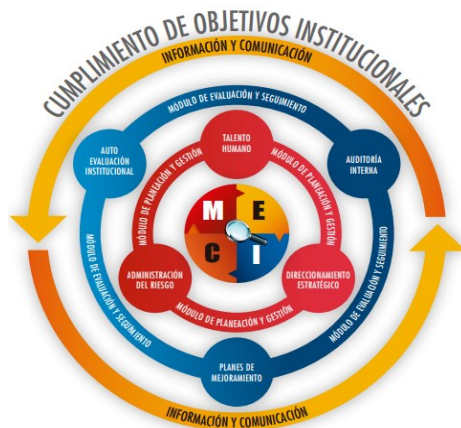 CUMPLIMIENTO DE OBJETIVOS INSTITUCIONALES
INFORMACIÓN Y COMUNICACIÓN
MÓDULO DE EVALUACIÓN Y SEGUIMIENTO
AUTO
EVALUACIÓN
INSTITUCIONAL
TALENTO
HUMANO
AUDITORÍA
INTERNA
MÓDULO DE PLANEACIÓN Y GESTIÓN
MÓDULO DE PLANEACIÓN Y GESTIÓN
M E
C I
ADMINISTRACIÓN
DEL RIESGO
DIRECCIONAMIENTO
ESTRATÉGICO
MÓDULO DE PLANEACIÓN Y GESTIÓN
MÓDULO DE EVALUACIÓN Y SEGUIMIENTO
MÓDULO DE EVALUACIÓN Y SEGUIMIENTO
PLANES DE
MEJORAMIENTO
INFORMACIÓN Y COMUNICACIÓN